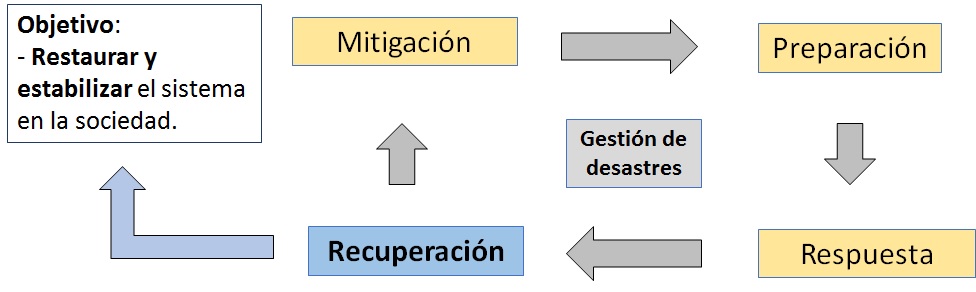 Objetivo:
- Restaurar y
estabilizar el sistema
en la sociedad.
Mitigación
Preparación
Gestión de
desastres
Recuperación
Respuesta